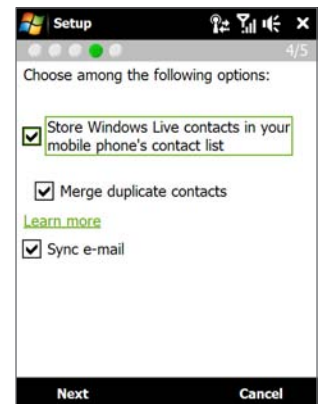 Setup
4/5
Choose among the following options:
Store Windows Live contacts in your
mobile phone's contact list
Merge duplicate contacts
Learn more
Sync e-mail
Next Cancel